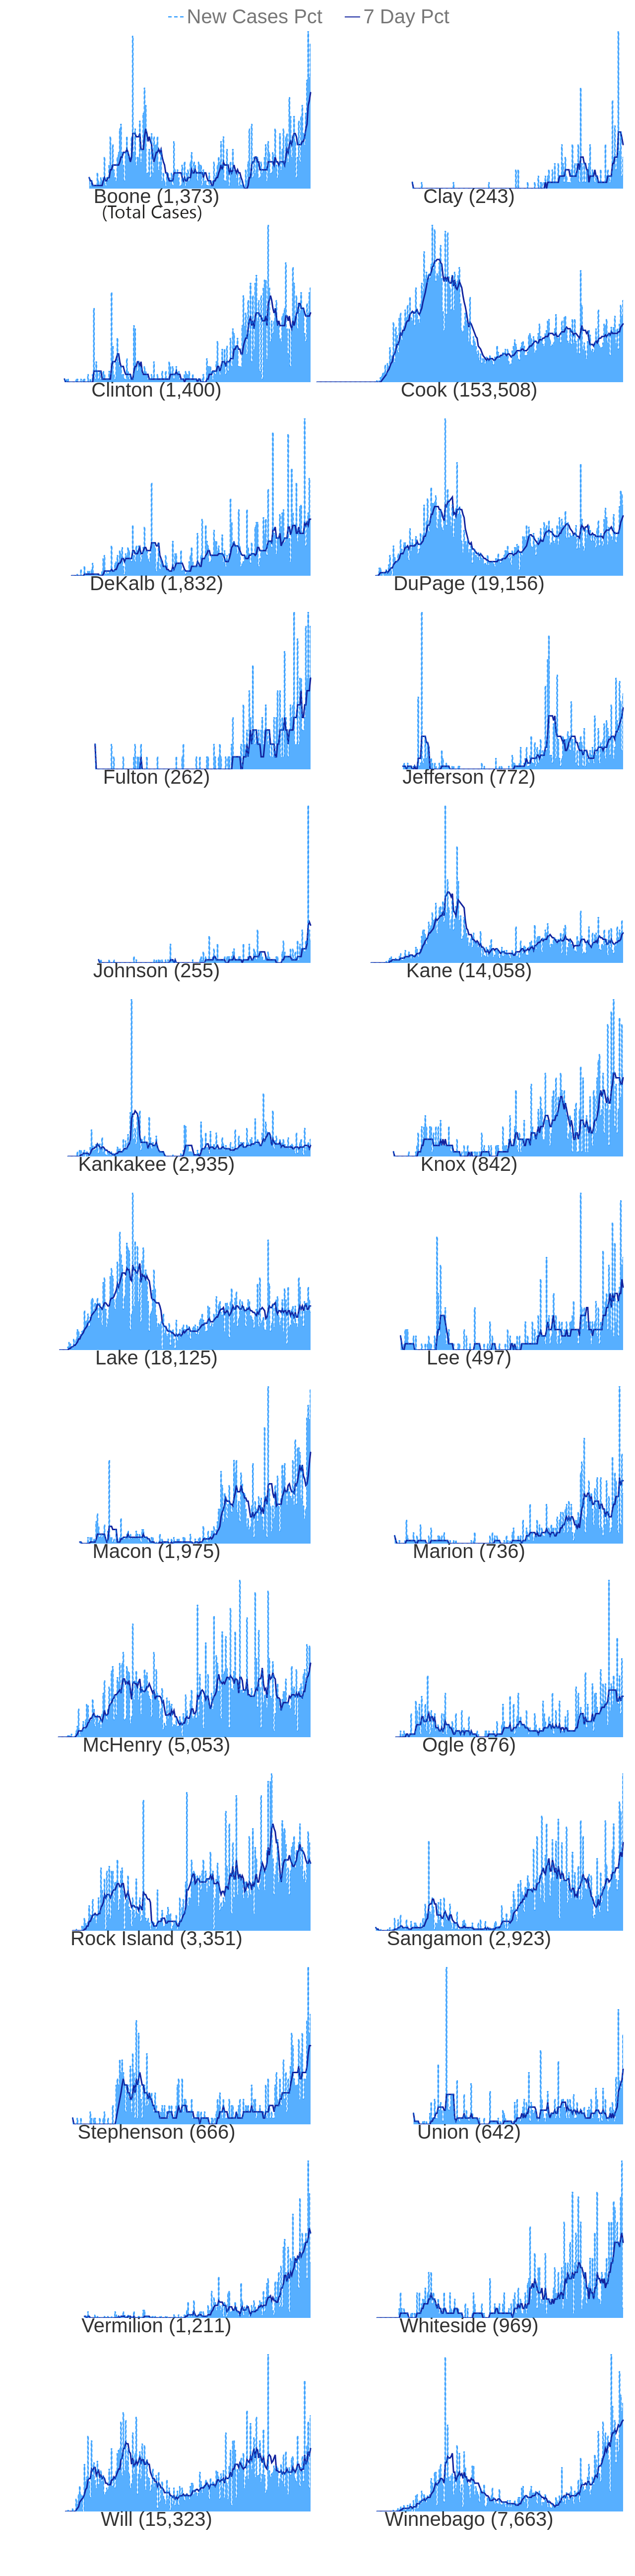 New Cases Pct 7 Day Pct
Boone (1,373) Clay (243)
(Total Cases)
Clinton (1,400) Cook (153,508)
DeKalb (1,832) DuPage (19,156)
Fulton (262) Jefferson (772)
Johnson (255) Kane (14,058)
Kankakee (2,935) Knox (842)
Lake (18,125) Lee (497)
Macon (1,975) Marion (736)
McHenry (5,053) Ogle (876)
Rock Island (3,351) Sangamon (2,923)
Stephenson (666) Union (642)
Vermilion (1,211) Whiteside (969)
Will (15,323) Winnebago (7,663)